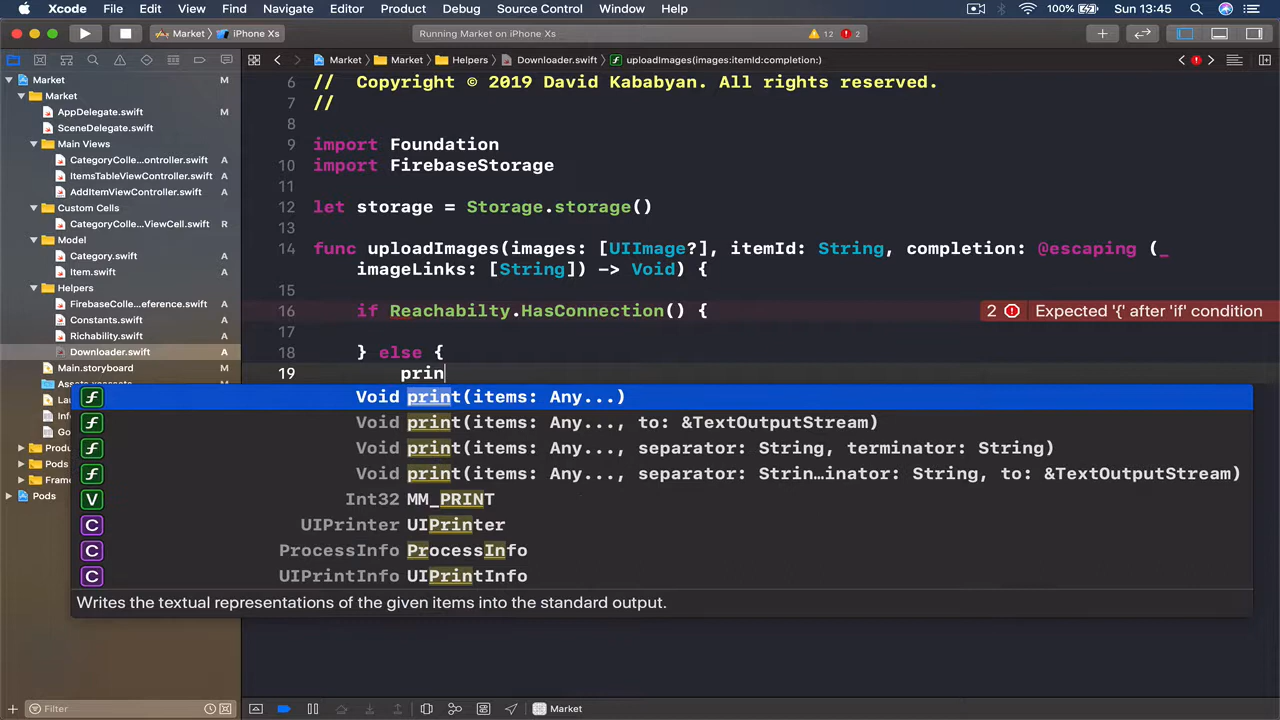 Xcode File Edit View Find Navigate Editor Product Debug Source Control Window Help 100% Sun 13:45
Market iPhone Xs Running Market on iPhone Xs 12 2
Market Market Helpers Downloader.swift uploadImages(images:itemId:completion:)
Market M
Market
AppDelegate.swift M
SceneDelegate.swift
Main Views
CategoryColle...ontroller.swift A
ItemsTableViewController.swift A
AddItemViewController.swift A
Custom Cells
CategoryColle...ViewCell.swift R
Model
Category.swift A
Item.swift A
Helpers
FirebaseColle...eference.swift A
Constants.swift A
Richability.swift A
Downloader.swift A
Main.storyboard M
Assets.xcassets
Lau
Inf
Go
Produ
Pods
Frame
Pods
Filter
6 // Copyright © 2019 David Kababyan. All rights reserved.
7 //
8
9 import Foundation
10 import FirebaseStorage
11
12 let storage = Storage.storage()
13
14 func uploadImages(images: [UIImage?], itemId: String, completion: @escaping (_
imageLinks: [String]) -> Void) {
15
16 if Reachabilty.HasConnection() { 2 Expected '{' after 'if' condition
17
18 } else {
19 prin
Void print(items: Any...)
Void print(items: Any..., to: &TextOutputStream)
Void print(items: Any..., separator: String, terminator: String)
Void print(items: Any..., separator: Strin...inator: String, to: &TextOutputStream)
Int32 MM_PRINT
UIPrinter UIPrinter
ProcessInfo ProcessInfo
UIPrintInfo UIPrintInfo
Writes the textual representations of the given items into the standard output.
Market